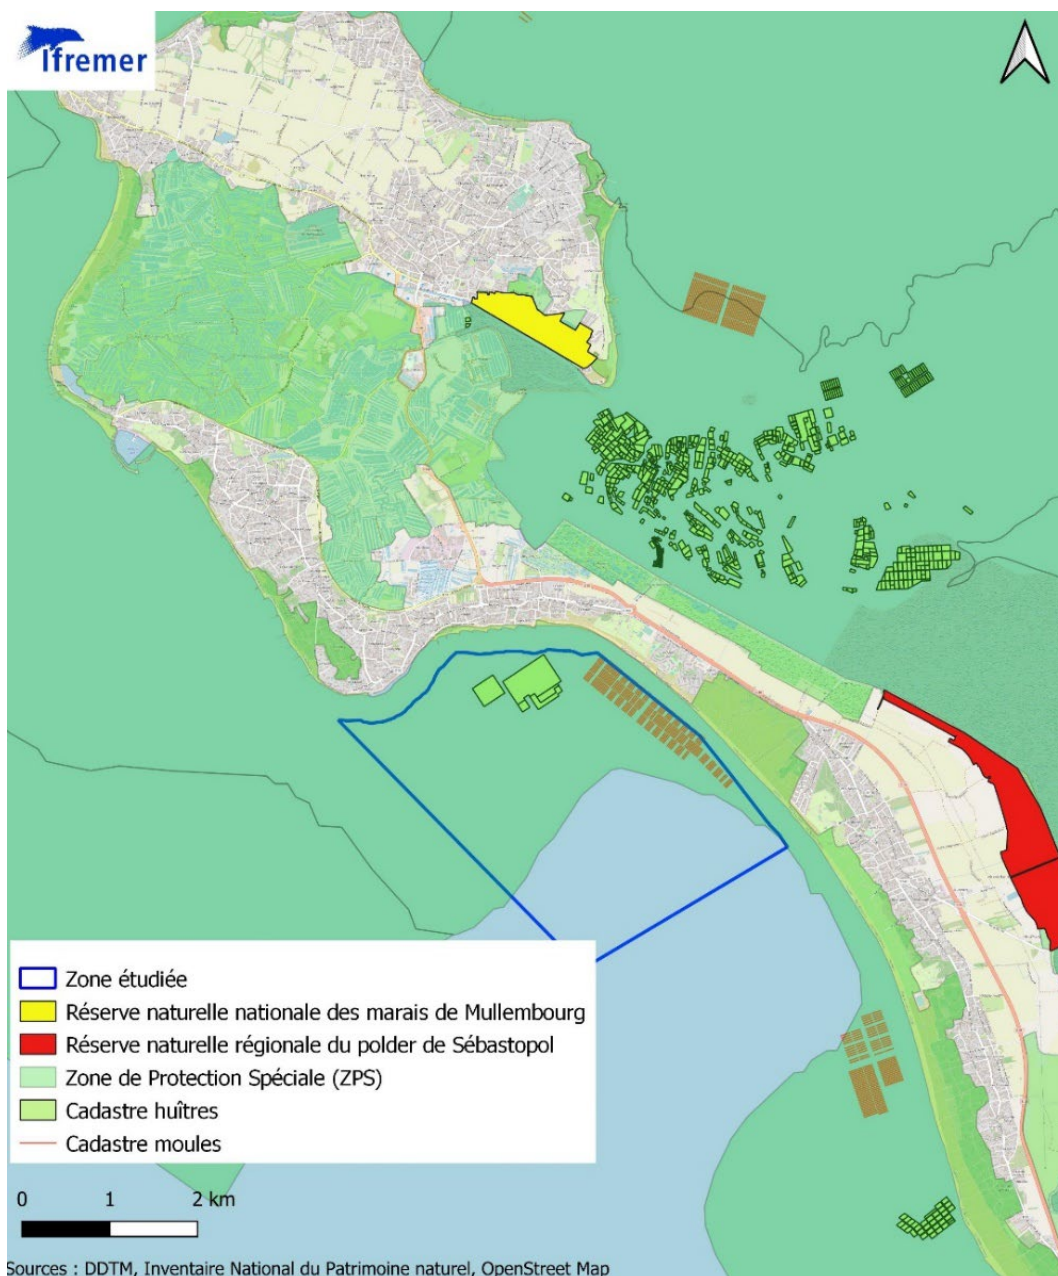 Ifremer
Zone étudiée
Réserve naturelle nationale des marais de Mullembourg
Réserve naturelle régionale du polder de Sébastopol
Zone de Protection Spéciale (ZPS)
Cadastre huîtres
Cadastre moules
0 1 2 km
Sources : DDTM, Inventaire National du Patrimoine naturel, OpenStreet Map